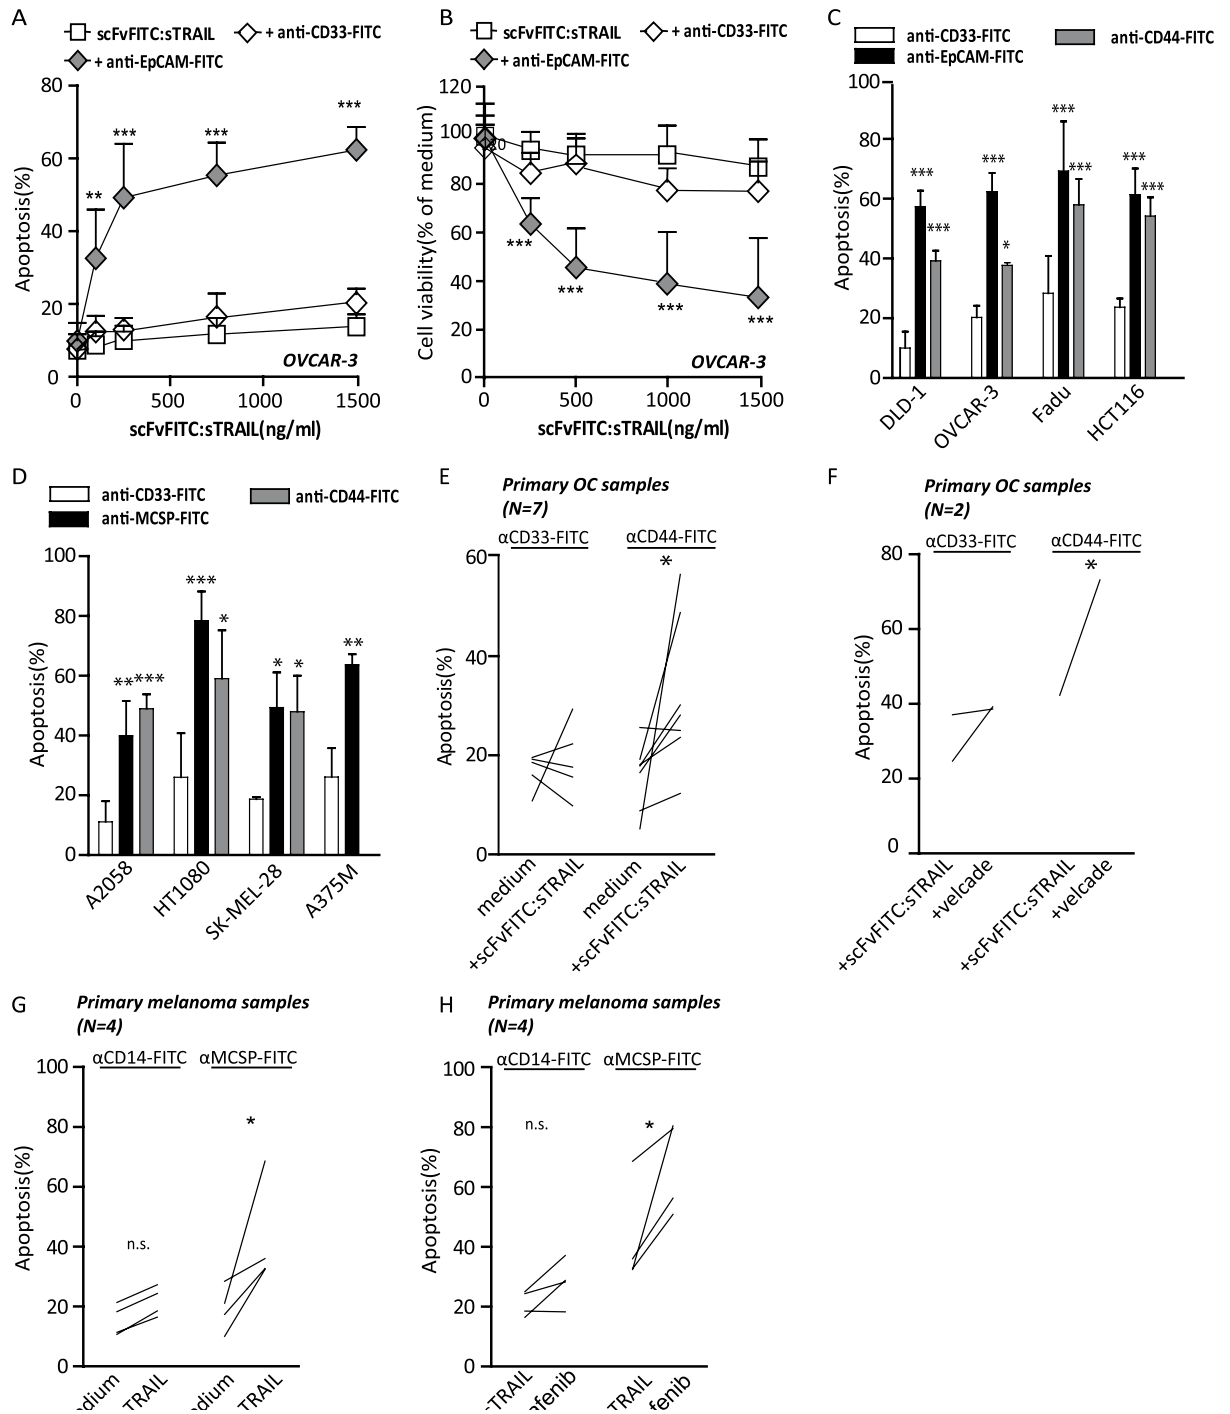 A
scFvFITC:sTRAIL
+ anti-CD33-FITC
+ anti-EpCAM-FITC
80
60
40
20
0
Apoptosis(%)
***
**
***
***
OVCAR-3
0
500
1000
1500
scFvFITC:sTRAIL(ng/ml)
B
scFvFITC:sTRAIL
+ anti-CD33-FITC
+ anti-EpCAM-FITC
120
100
80
60
40
20
0
Cell viability(% of medium)
***
***
***
***
OVCAR-3
0
500
1000
1500
scFvFITC:sTRAIL(ng/ml)
C
anti-CD33-FITC
anti-CD44-FITC
anti-EpCAM-FITC
100
80
60
40
20
0
Apoptosis(%)
***
***
***
*
***
***
***
***
DLD-1
OVCAR-3
Fadu
HCT116
D
anti-CD33-FITC
anti-CD44-FITC
anti-MCSP-FITC
100
80
60
40
20
0
Apoptosis(%)
**
***
***
*
*
*
**
A2058
HT1080
SK-MEL-28
A375M
E
Primary OC samples
(N=7)
αCD33-FITC
αCD44-FITC
*
60
40
20
0
Apoptosis(%)
medium
+scFvFITC:sTRAIL
medium
+scFvFITC:sTRAIL
F
Primary OC samples
(N=2)
αCD33-FITC
αCD44-FITC
*
80
60
40
20
0
Apoptosis(%)
+scFvFITC:sTRAIL
+velcade
+scFvFITC:sTRAIL
+velcade
G
Primary melanoma samples
(N=4)
αCD14-FITC
αMCSP-FITC
100
80
60
40
20
0
Apoptosis(%)
n.s.
*
edium
TRAIL
edium
TRAIL
H
Primary melanoma samples
(N=4)
αCD14-FITC
αMCSP-FITC
100
80
60
40
20
0
Apoptosis(%)
n.s.
*
sTRAIL
afenib
TRAIL
afenib